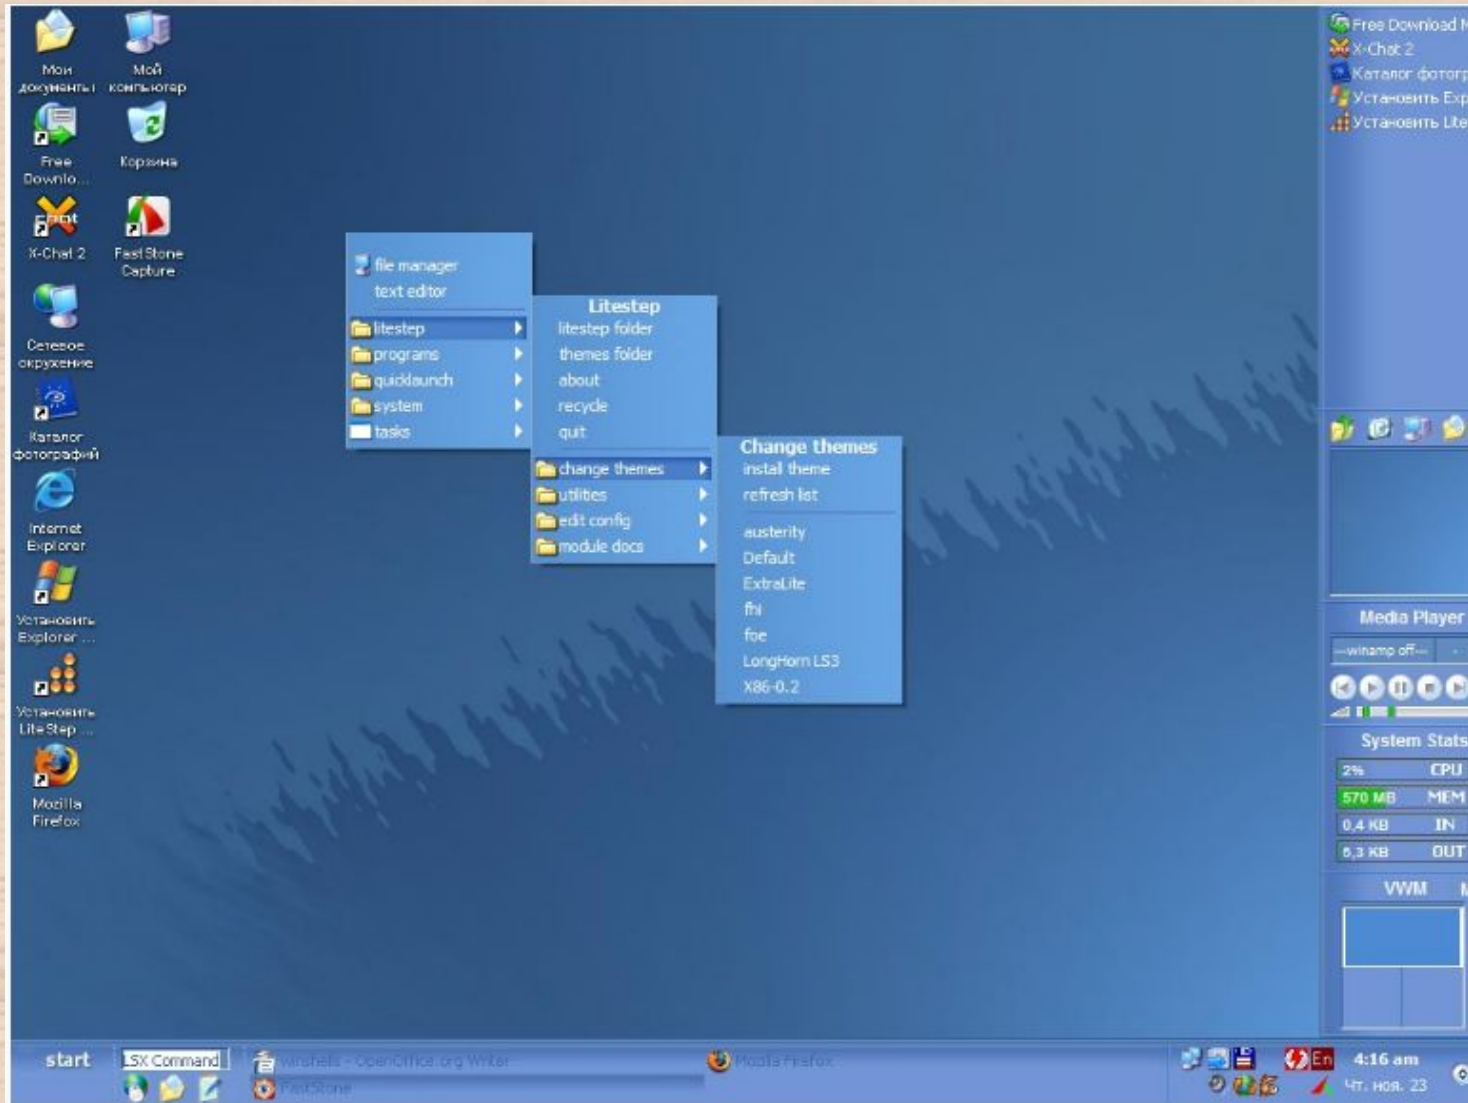 Мои
документы
Мой
компьютер
Free
Downlo...
Корзина
X-Chat 2
FastStone
Capture
Сетевое
окружение
Каталог
фотографий
Internet
Explorer
Установить
Explorer ...
Установить
LiteStep ...
Mozilla
Firefox
file manager
text editor
litestep
programs
quicklaunch
system
tasks
Litestep
litestep folder
themes folder
about
recycle
quit
change themes
utilities
edit config
module docs
Change themes
install theme
refresh list
austerity
Default
ExtraLite
fhi
foe
LongHorn LS3
X86-0.2
Free Download M
X-Chat 2
Каталог фотогр
Установить Exp
Установить Lite
Media Player
--winamp off--
System Stats
2% CPU
570 MB MEM
0,4 KB IN
6,3 KB OUT
VWM
start
LSX Command
winshells - OpenOffice.org Writer
Mozilla Firefox
FastStone
En
4:16 am
Чт. ноя. 23